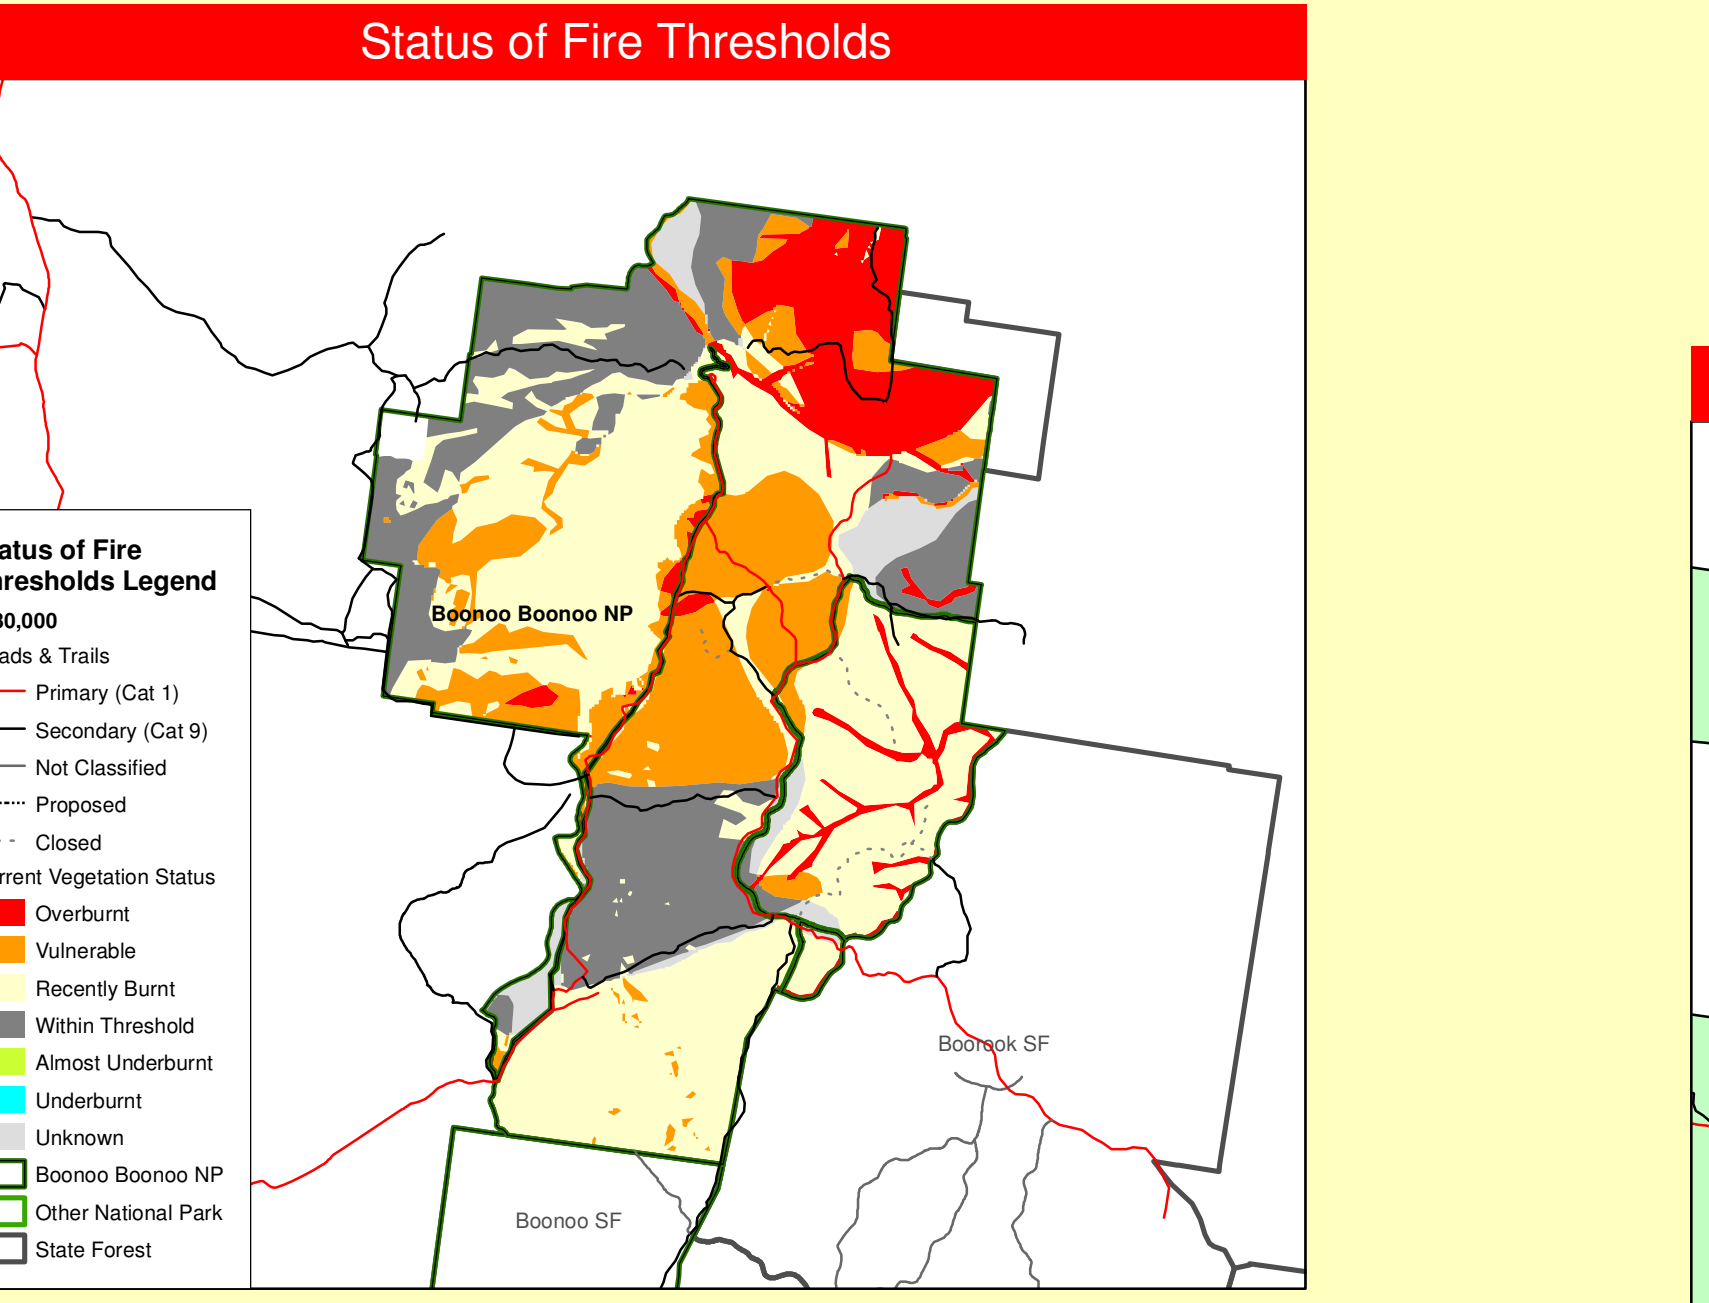 Status of Fire Thresholds
Boonoo Boonoo NP
Boorook SF
Boonoo SF
atus of Fire
hresholds Legend
80,000
ads & Trails
Primary (Cat 1)
Secondary (Cat 9)
Not Classified
Proposed
Closed
rrent Vegetation Status
Overburnt
Vulnerable
Recently Burnt
Within Threshold
Almost Underburnt
Underburnt
Unknown
Boonoo Boonoo NP
Other National Park
State Forest